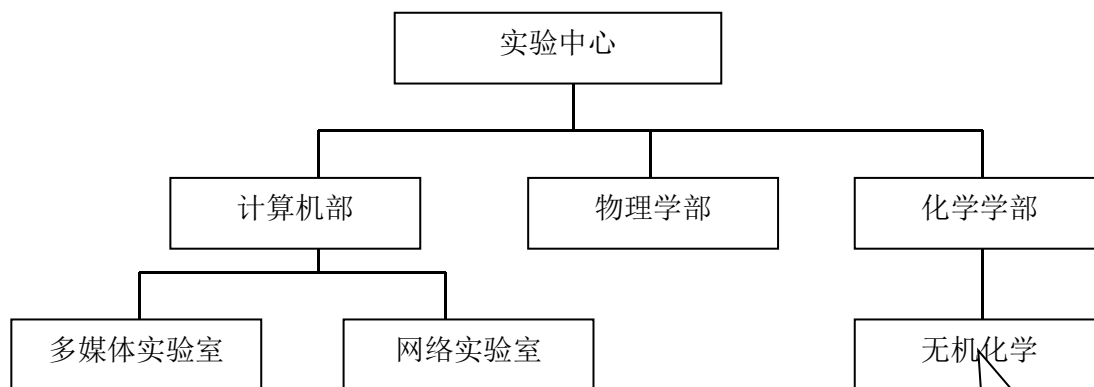 实验中心
计算机部
物理学部
化学学部
多媒体实验室
网络实验室
无机化学